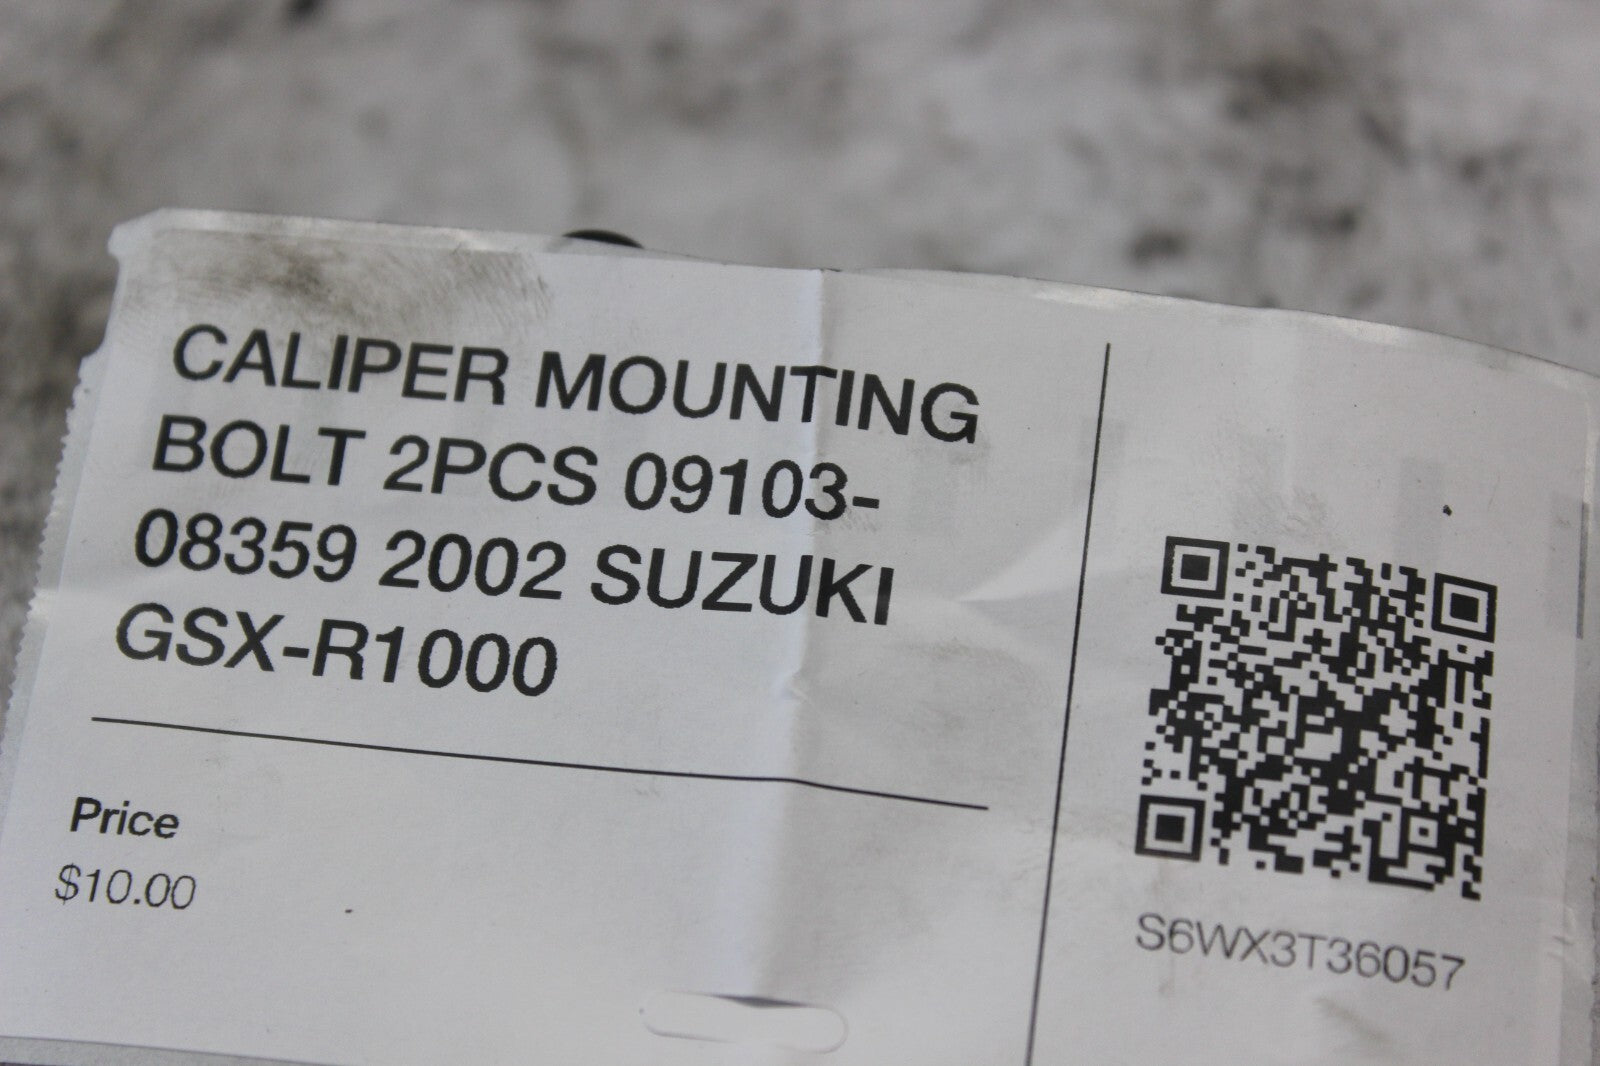 CALIPER MOUNTING
BOLT 2PCS 09103-
08359 2002 SUZUKI
GSX-R1000
Price
$10.00
S6WX3T36057